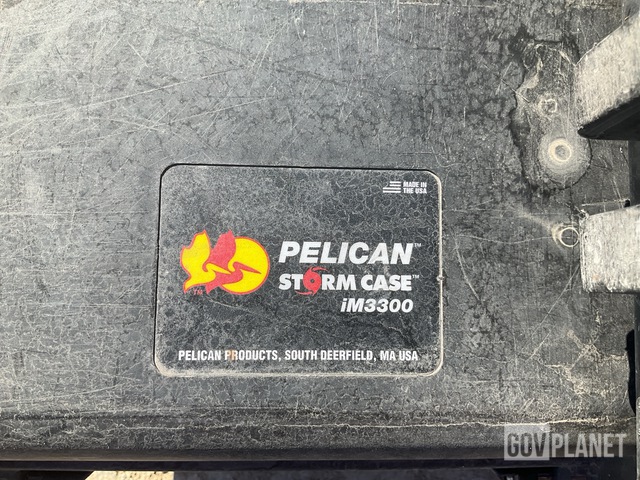 MADE IN
THE USA
PELICAN™
STORM CASE™
iM3300
PELICAN PRODUCTS, SOUTH DEERFIELD, MA USA
GOVPLANET